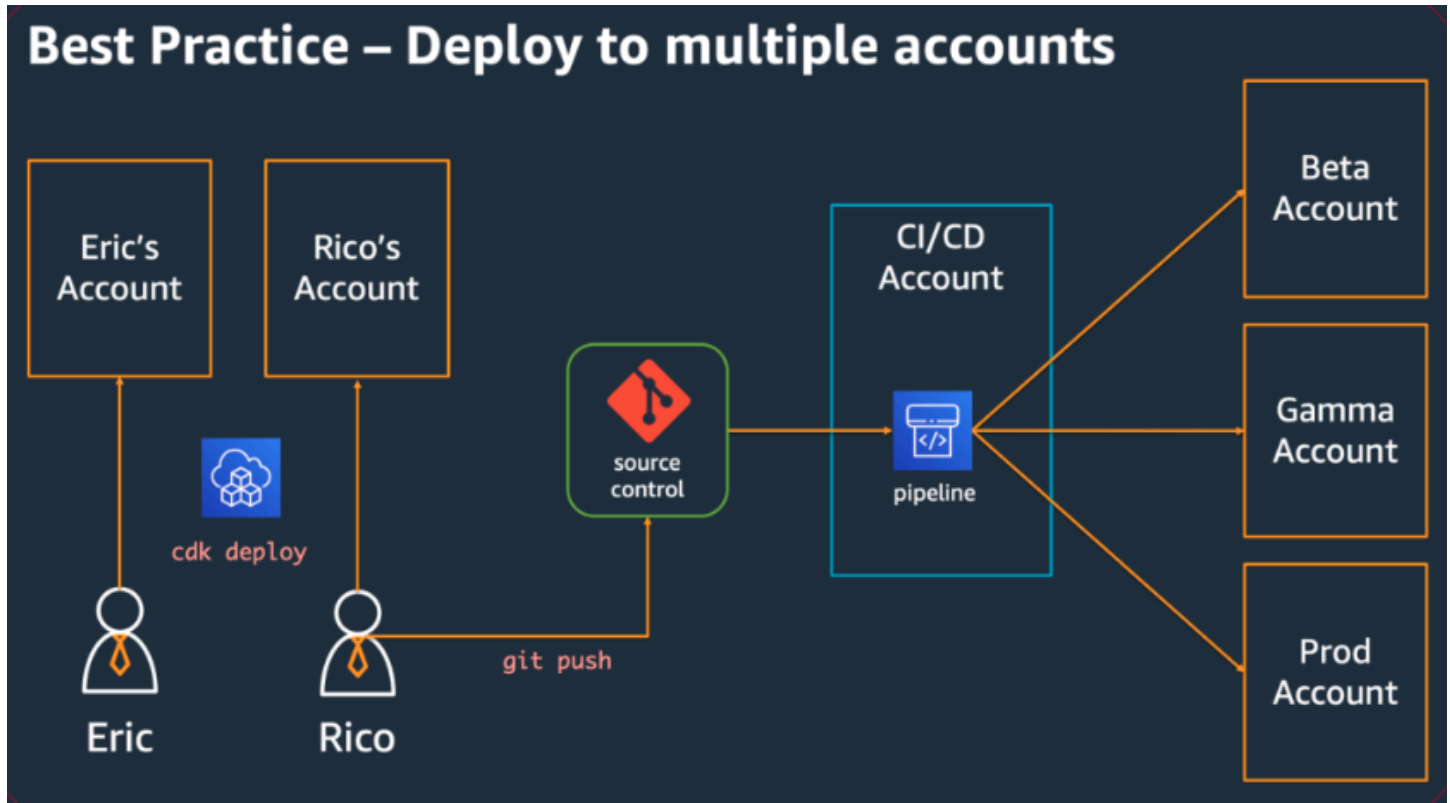 Best Practice – Deploy to multiple accounts
Eric's
Account
Rico's
Account
cdk deploy
Eric
Rico
git push
source
control
CI/CD
Account
pipeline
</>
Beta
Account
Gamma
Account
Prod
Account